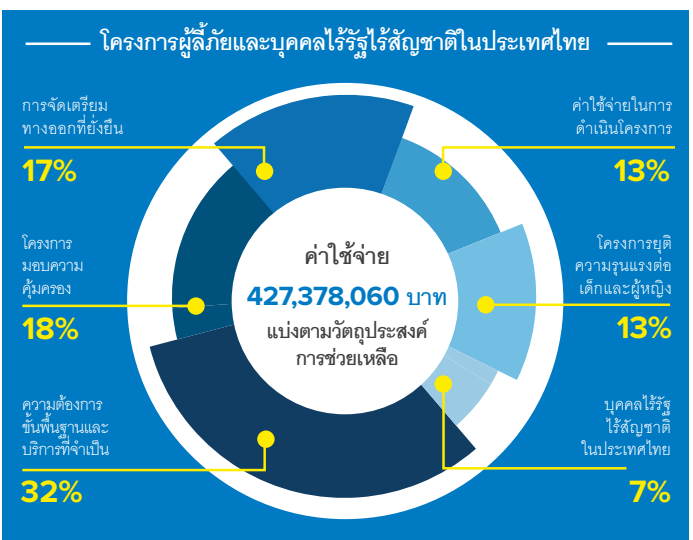 โครงการผู้ลี้ภัยและบุคคลไร้รัฐไร้สัญชาติในประเทศไทย
การจัดเตรียม
ทางออกที่ยั่งยืน
17%
ค่าใช้จ่ายในการ
ดำเนินโครงการ
13%
โครงการ
มอบความ
คุ้มครอง
18%
ค่าใช้จ่าย
427,378,060 บาท
แบ่งตามวัตถุประสงค์
การช่วยเหลือ
โครงการยุติ
ความรุนแรงต่อ
เด็กและผู้หญิง
13%
ความต้องการ
ขั้นพื้นฐานและ
บริการที่จำเป็น
32%
บุคคลไร้รัฐ
ไร้สัญชาติ
ในประเทศไทย
7%